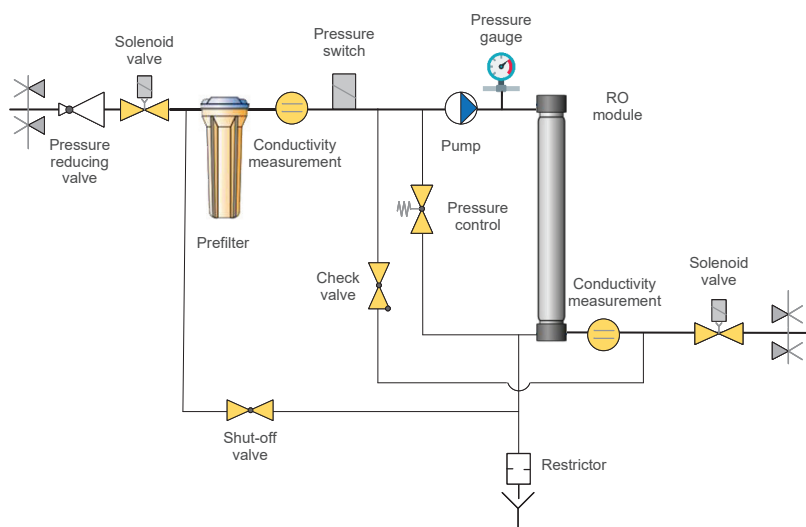 Pressure
gauge
Solenoid
valve
Pressure
switch
RO
module
Pressure
reducing
valve
Conductivity
measurement
Pump
Prefilter
Pressure
control
Check
valve
Conductivity
measurement
Solenoid
valve
Shut-off
valve
Restrictor